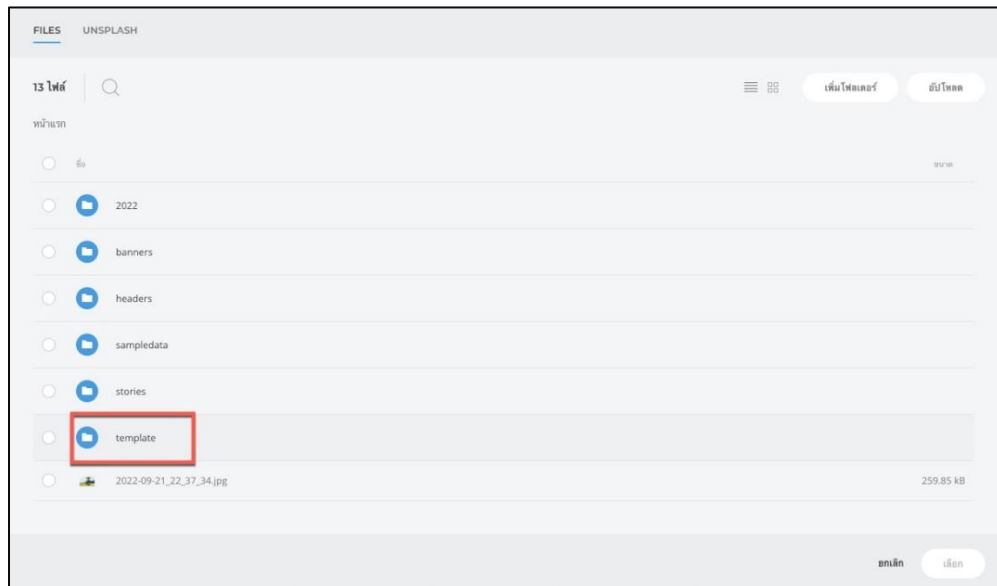 FILES UNSPLASH
13 ไฟล์ เพิ่มโฟลเดอร์ อัปโหลด
หน้าแรก
ชื่อ ขนาด
2022
banners
headers
sampledata
stories
template
2022-09-21_22_37_34.jpg 259.85 kB
ยกเลิก เลือก